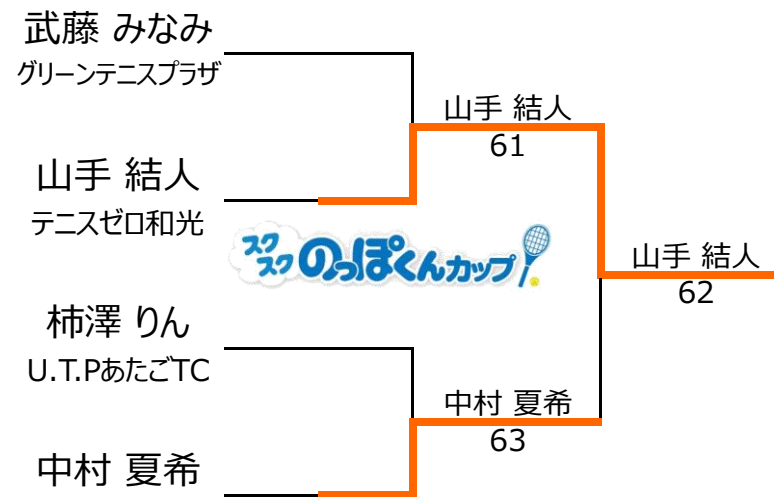 武藤 みなみ
グリーンテニスプラザ
山手 結人
61
山手 結人
テニスゼロ和光
スクスクのっぽくんカップ!
山手 結人
62
柿澤 りん
U.T.PあたごTC
中村 夏希
63
中村 夏希